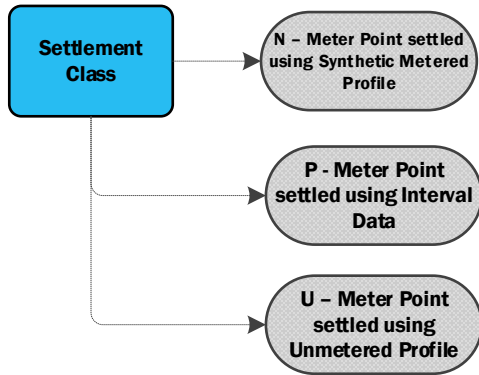 Settlement
Class
N – Meter Point settled
using Synthetic Metered
Profile
P - Meter Point
settled using Interval
Data
U – Meter Point
settled using
Unmetered Profile